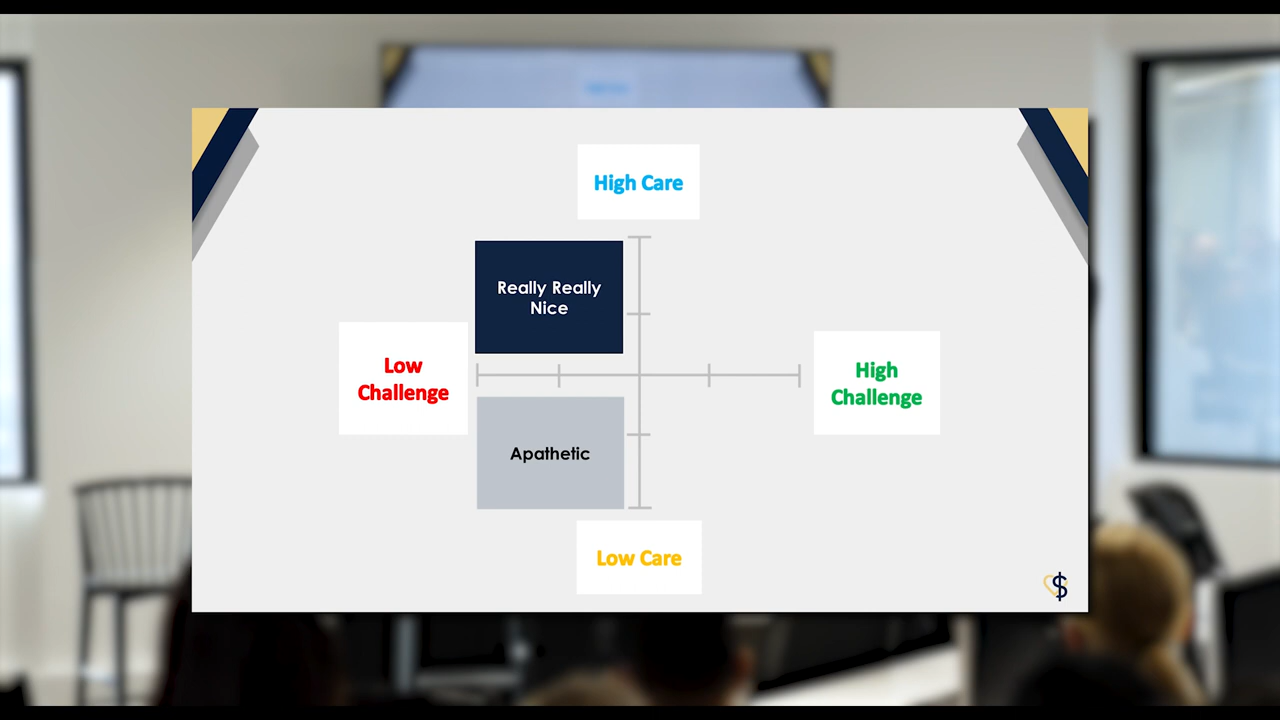 High Care
Really Really
Nice
Low
Challenge
High
Challenge
Apathetic
Low Care